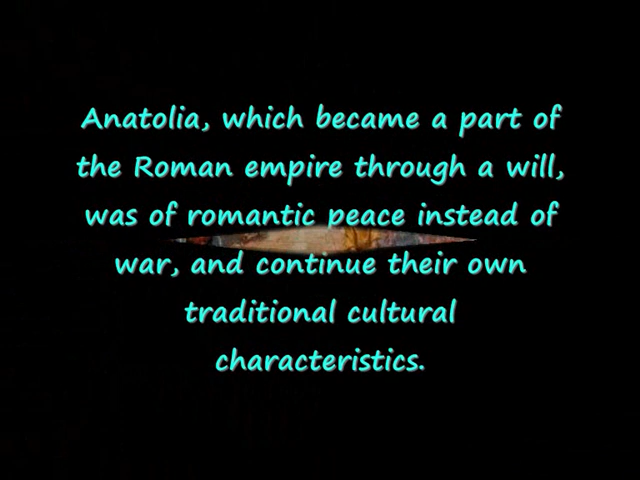 Anatolia, which became a part of
the Roman empire through a will,
was of romantic peace instead of
war, and continue their own
traditional cultural
characteristics.